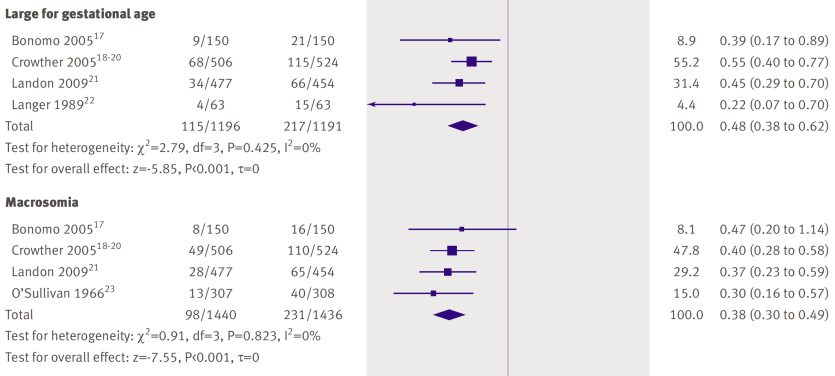 Large for gestational age
Bonomo 2005¹⁷ 9/150 21/150 8.9 0.39 (0.17 to 0.89)
Crowther 2005¹⁸⁻²⁰ 68/506 115/524 55.2 0.55 (0.40 to 0.77)
Landon 2009²¹ 34/477 66/454 31.4 0.45 (0.29 to 0.70)
Langer 1989²² 4/63 15/63 4.4 0.22 (0.07 to 0.70)
Total 115/1196 217/1191 100.0 0.48 (0.38 to 0.62)
Test for heterogeneity: χ²=2.79, df=3, P=0.425, I²=0%
Test for overall effect: z=-5.85, P<0.001, τ=0
Macrosomia
Bonomo 2005¹⁷ 8/150 16/150 8.1 0.47 (0.20 to 1.14)
Crowther 2005¹⁸⁻²⁰ 49/506 110/524 47.8 0.40 (0.28 to 0.58)
Landon 2009²¹ 28/477 65/454 29.2 0.37 (0.23 to 0.59)
O’Sullivan 1966²³ 13/307 40/308 15.0 0.30 (0.16 to 0.57)
Total 98/1440 231/1436 100.0 0.38 (0.30 to 0.49)
Test for heterogeneity: χ²=0.91, df=3, P=0.823, I²=0%
Test for overall effect: z=-7.55, P<0.001, τ=0